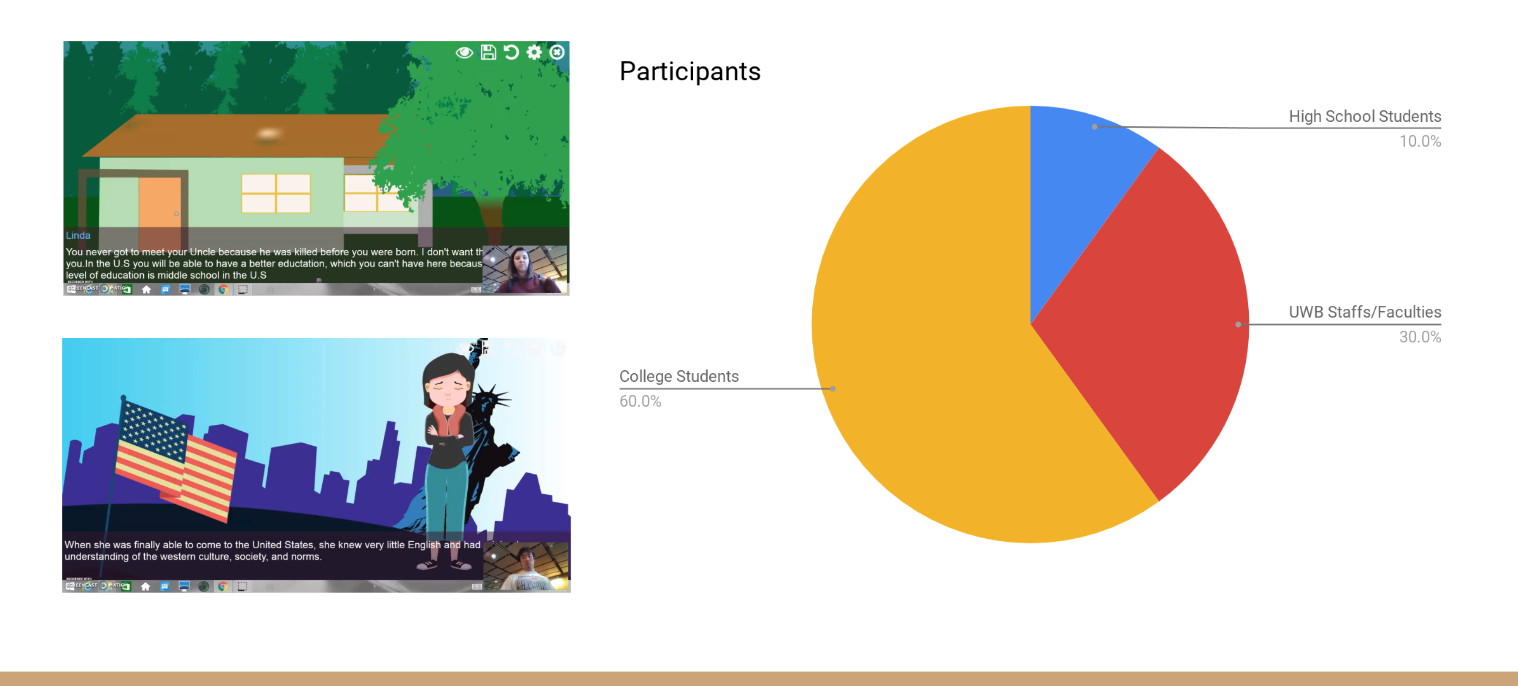 Linda
You never got to meet your Uncle because he was killed before you were born. I don't want th
you.In the U.S you will be able to have a better eductation, which you can't have here becaus
level of education is middle school in the U.S
RECORDED WITH
When she was finally able to come to the United States, she knew very little English and had
understanding of the western culture, society, and norms.
RECORDED WITH
Participants
High School Students
10.0%
UWB Staffs/Faculties
30.0%
College Students
60.0%